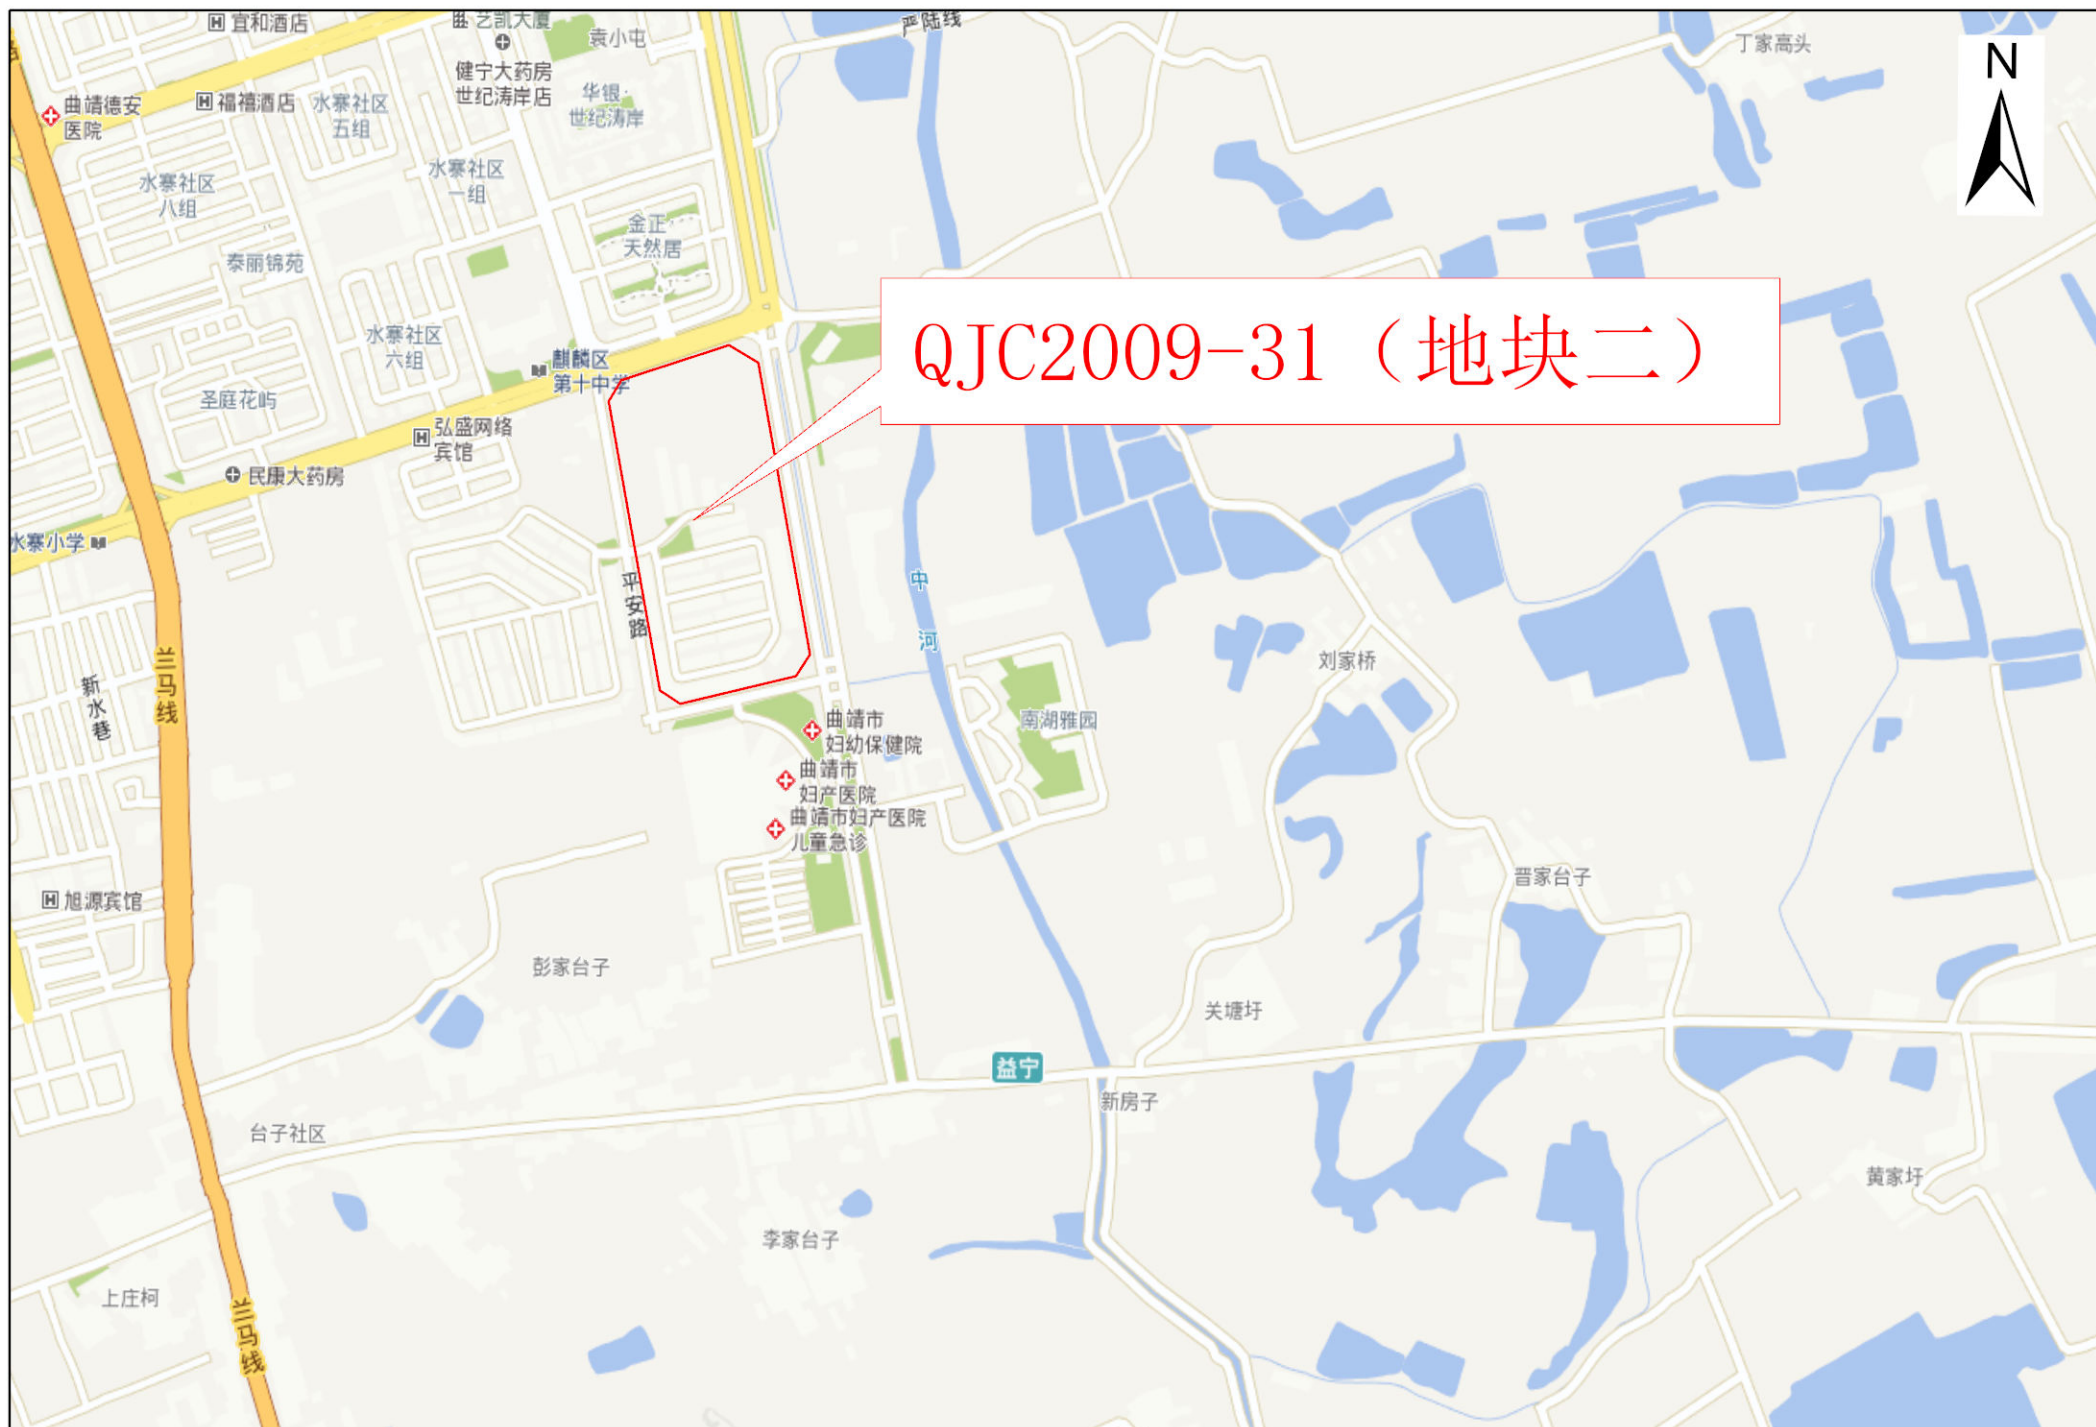 宜和酒店
艺凯大厦
严陆线
袁小屯
丁家高头
N
健宁大药房
世纪涛岸店
曲靖德安
医院
福禧酒店
水寨社区
五组
华银·
世纪涛岸
水寨社区
一组
水寨社区
八组
金正·
天然居
泰丽锦苑
水寨社区
六组
QJC2009-31（地块二）
麒麟区
第十中学
圣庭花屿
弘盛网络
宾馆
民康大药房
水寨小学
平安路
中河
刘家桥
兰马线
新水巷
南湖雅园
曲靖市
妇幼保健院
曲靖市
妇产医院
曲靖市妇产医院
儿童急诊
晋家台子
旭源宾馆
彭家台子
关塘圩
益宁
新房子
台子社区
黄家圩
李家台子
上庄柯
兰马线